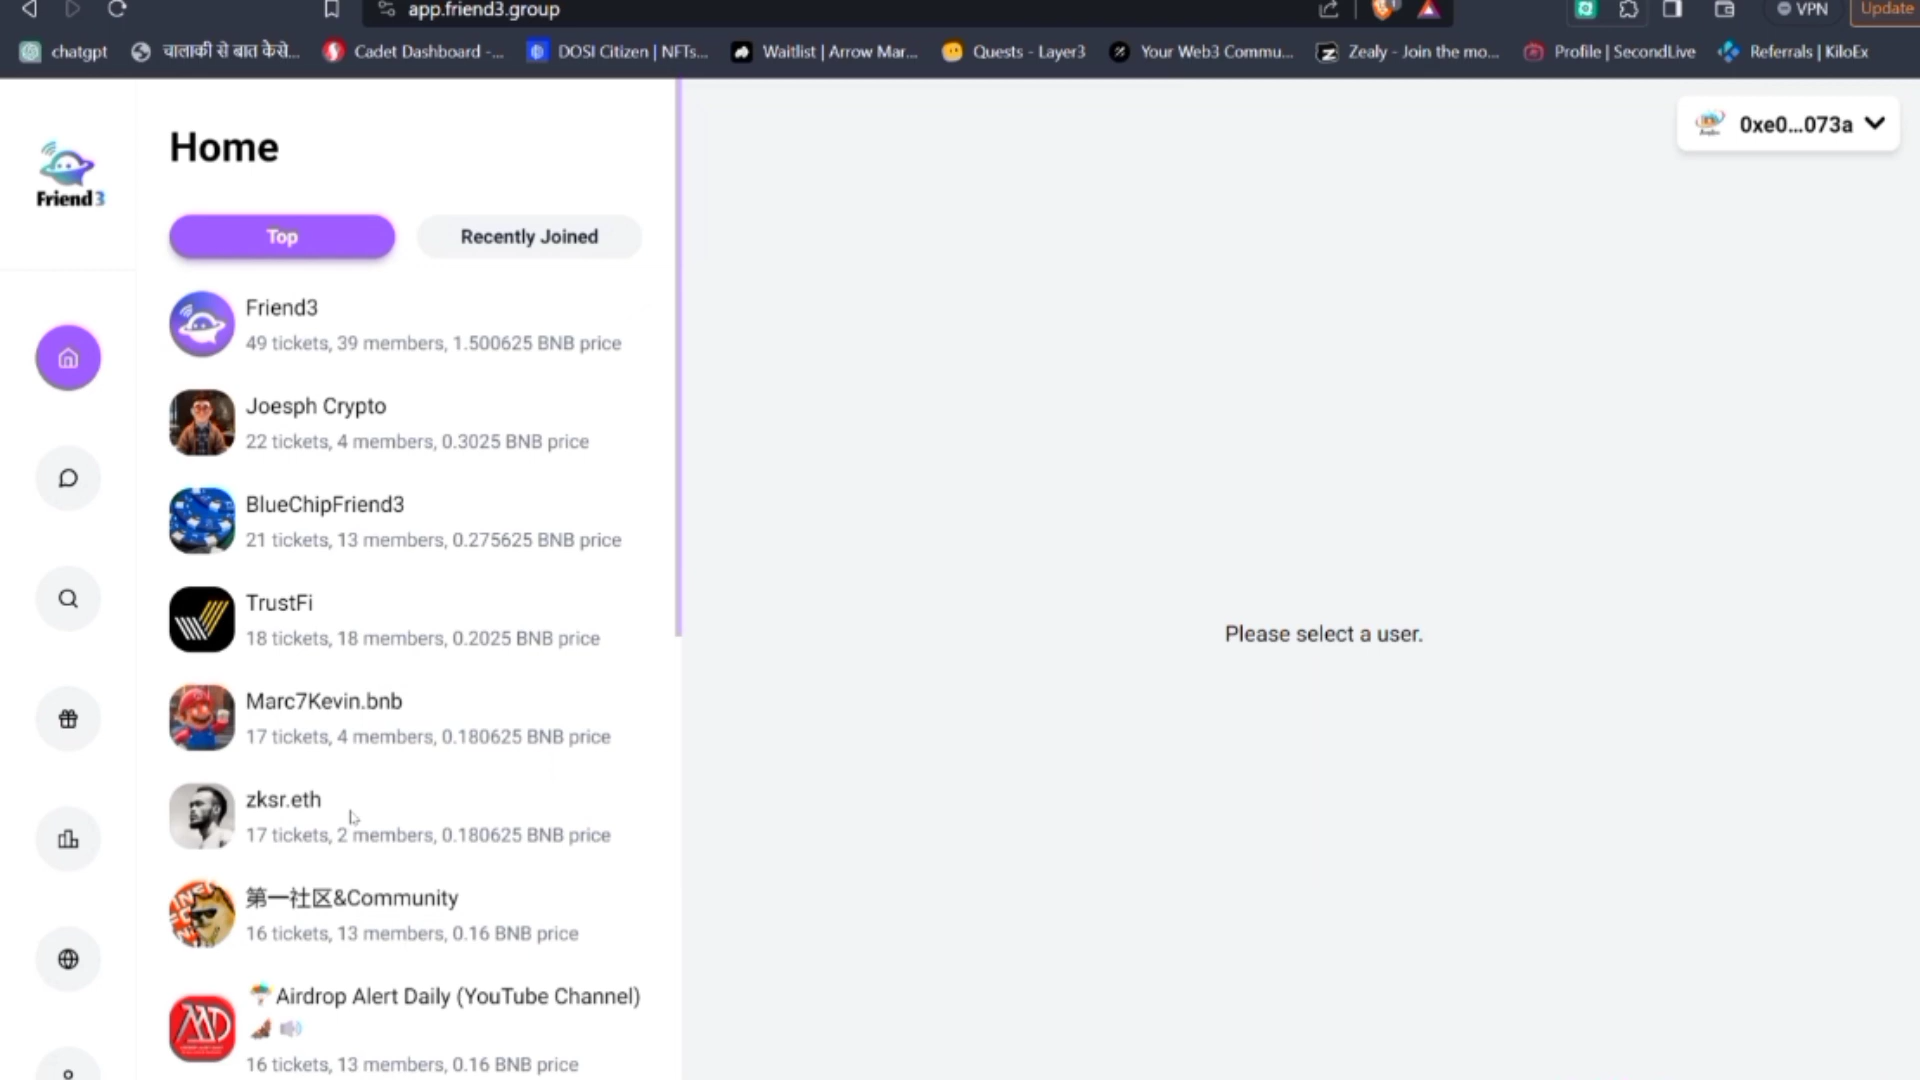 app.friend3.group
1
VPN
Update
chatgpt
चालाकी से बात कैसे...
Cadet Dashboard -...
DOSI Citizen | NFTs...
Waitlist | Arrow Mar...
Quests - Layer3
Your Web3 Commu...
Zealy - Join the mo...
Profile | SecondLive
Referrals | KiloEx
Friend3
0xe0...073a
Home
Top
Recently Joined
Friend3
49 tickets, 39 members, 1.500625 BNB price
Joesph Crypto
22 tickets, 4 members, 0.3025 BNB price
BlueChipFriend3
21 tickets, 13 members, 0.275625 BNB price
TrustFi
18 tickets, 18 members, 0.2025 BNB price
Marc7Kevin.bnb
17 tickets, 4 members, 0.180625 BNB price
zksr.eth
17 tickets, 2 members, 0.180625 BNB price
第一社区&Community
16 tickets, 13 members, 0.16 BNB price
Airdrop Alert Daily (YouTube Channel)
16 tickets, 13 members, 0.16 BNB price
Please select a user.